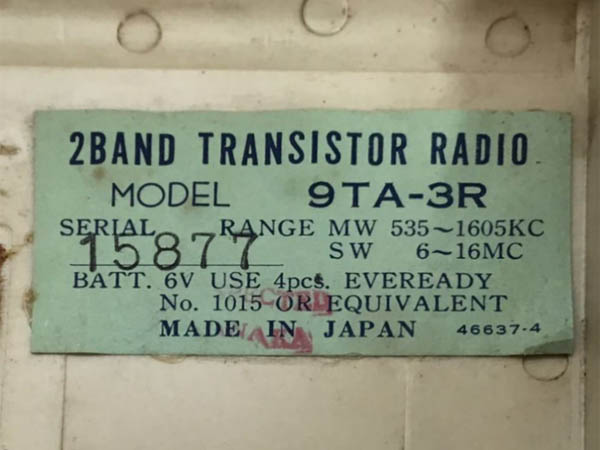 2BAND TRANSISTOR RADIO
MODEL 9TA-3R
SERIAL 15877 RANGE MW 535~1605KC
SW 6~16MC
BATT. 6V USE 4pcs. EVEREADY
No. 1015 OR EQUIVALENT
MADE IN JAPAN 46637-4